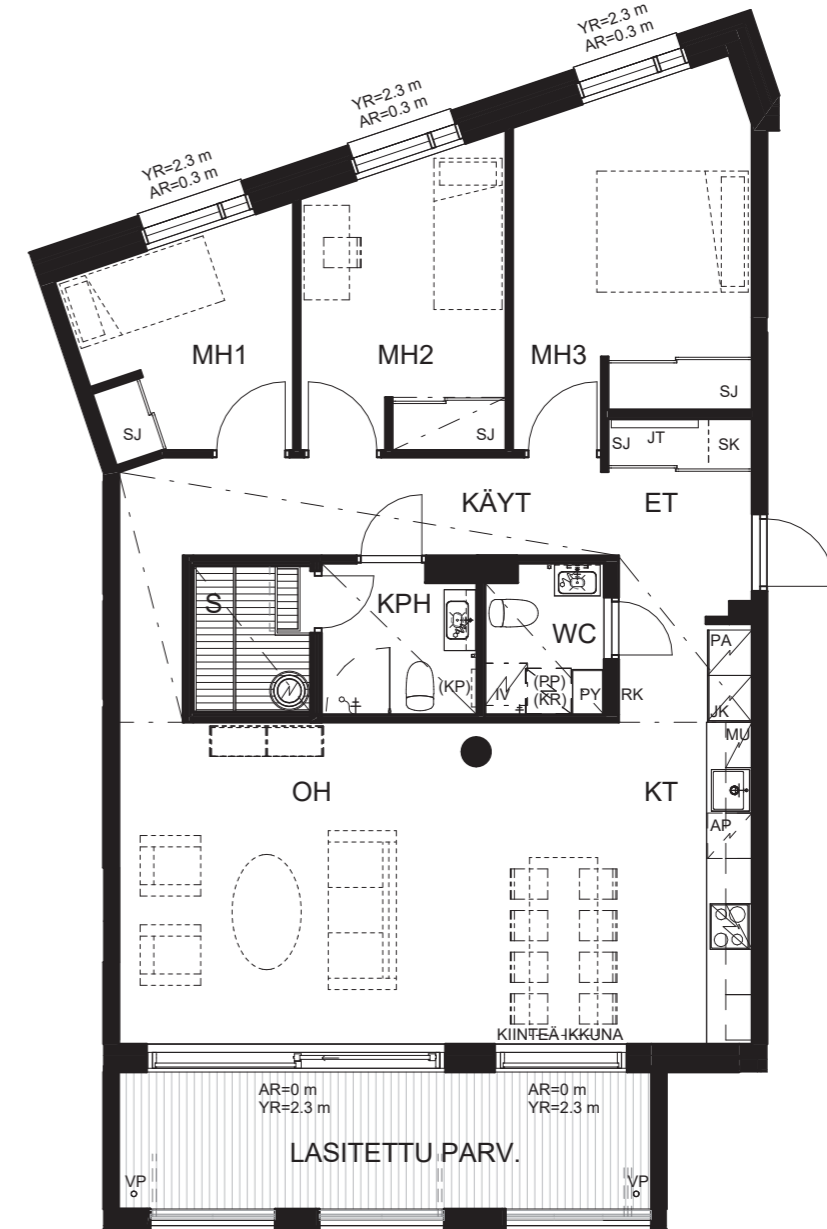 YR=2.3 m
AR=0.3 m
YR=2.3 m
AR=0.3 m
YR=2.3 m
AR=0.3 m
MH1
MH2
MH3
SJ
SJ
SJ
SJ
JT
SK
KÄYT
ET
S
KPH
WC
(KP)
IV
(PP)
(KR)
PY
RK
PA
JK
MU
OH
KT
AP
KIINTEÄ IKKUNA
AR=0 m
YR=2.3 m
AR=0 m
YR=2.3 m
LASITETTU PARV.
VP
VP